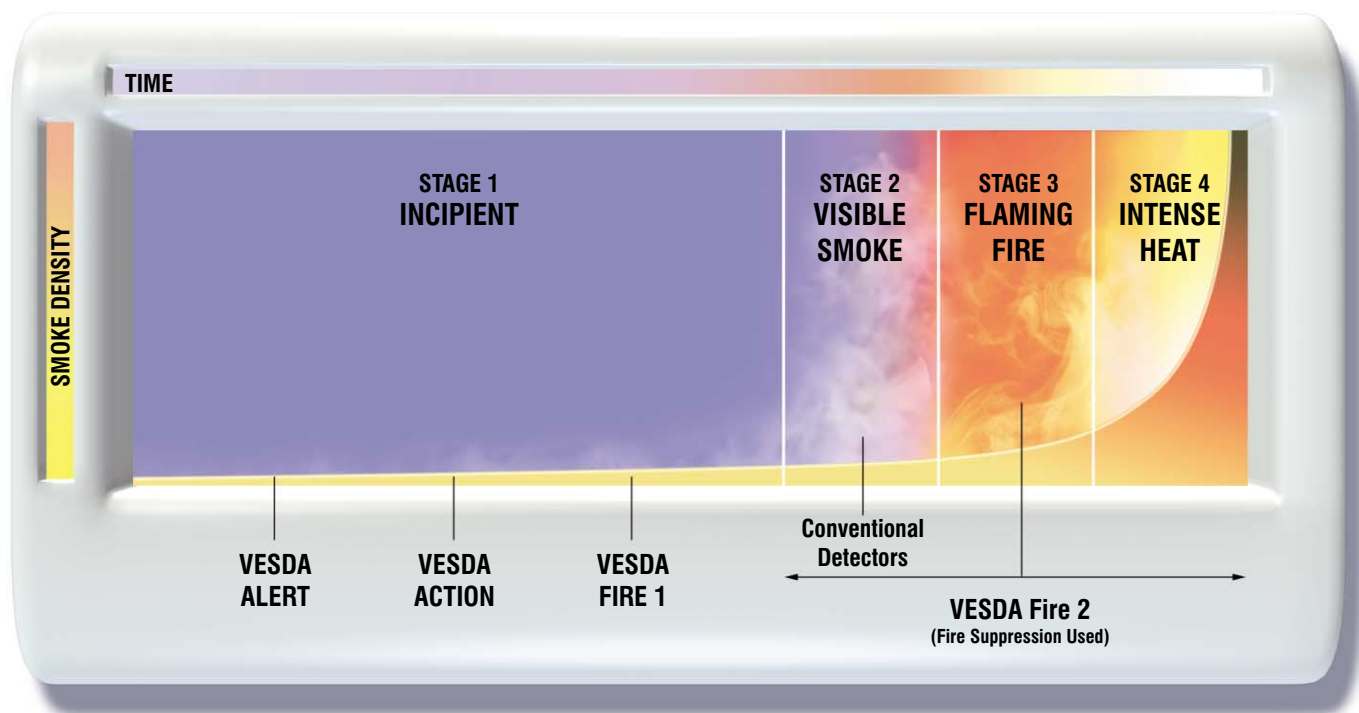 TIME
SMOKE DENSITY
STAGE 1
INCIPIENT
STAGE 2
VISIBLE
SMOKE
STAGE 3
FLAMING
FIRE
STAGE 4
INTENSE
HEAT
VESDA
ALERT
VESDA
ACTION
VESDA
FIRE 1
Conventional
Detectors
VESDA Fire 2
(Fire Suppression Used)